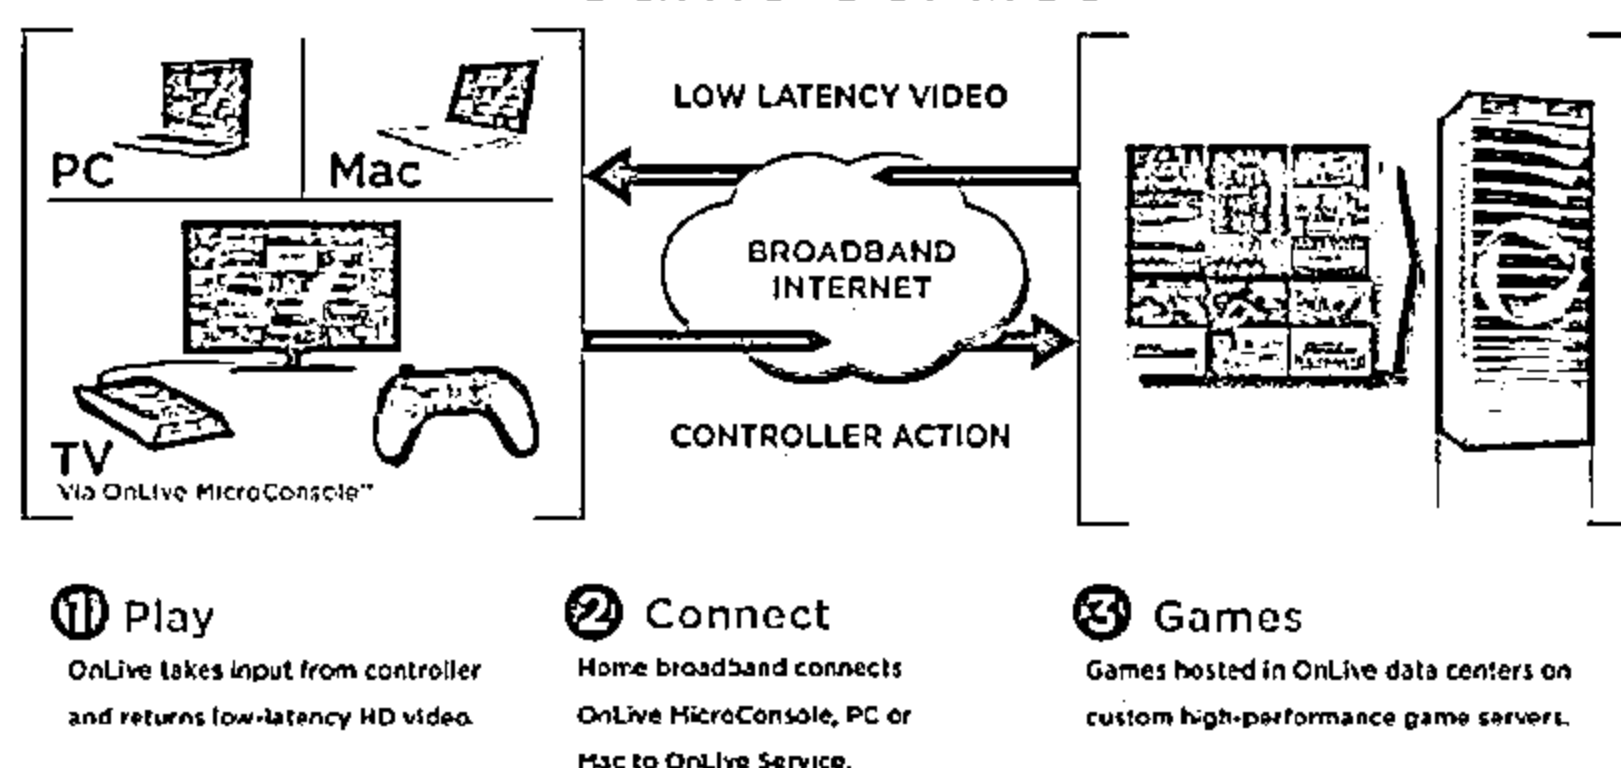 LOW LATENCY VIDEO
PC
Mac
BROADBAND
INTERNET
CONTROLLER ACTION
TV
Via OnLive MicroConsole™
1 Play
OnLive takes input from controller
and returns low-latency HD video.
2 Connect
Home broadband connects
OnLive MicroConsole, PC or
Mac to OnLive Service.
3 Games
Games hosted in OnLive data centers on
custom high-performance game servers.